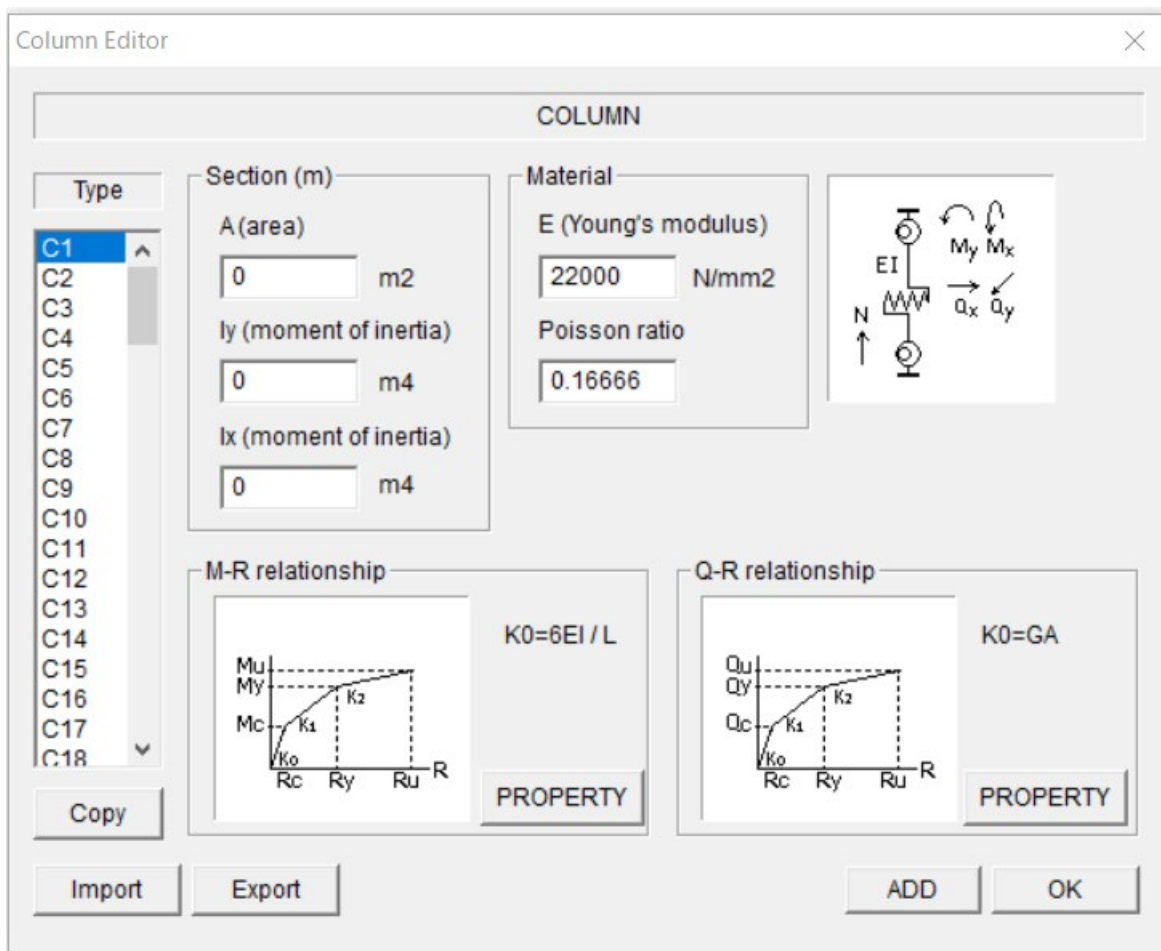 Column Editor
COLUMN
Type
C1
C2
C3
C4
C5
C6
C7
C8
C9
C10
C11
C12
C13
C14
C15
C16
C17
C18
Copy
Import
Export
Section (m)
A (area)
0 m2
Iy (moment of inertia)
0 m4
Ix (moment of inertia)
0 m4
Material
E (Young's modulus)
22000 N/mm2
Poisson ratio
0.16666
My Mx
EI
N
Qx Qy
M-R relationship
K0=6EI / L
Mu
My
K2
Mc
K1
Ko
R
Rc Ry Ru
PROPERTY
Q-R relationship
K0=GA
Qu
Qy
K2
Qc
K1
Ko
R
Rc Ry Ru
PROPERTY
ADD
OK